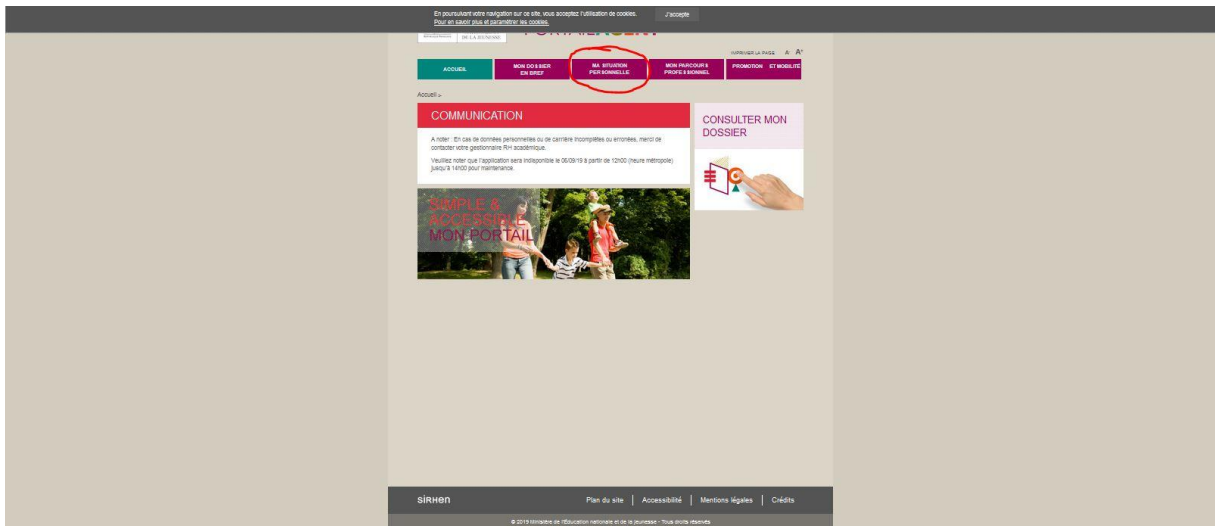 En poursuivant votre navigation sur ce site, vous acceptez l'utilisation de cookies.
J'accepte
Pour en savoir plus et paramétrer les cookies.
DE LA JEUNESSE
PORTAILAGENT
IMPRIMER LA PAGE A- A+
ACCUEIL
MON DOSSIER
EN BREF
MA SITUATION
PERSONNELLE
MON PARCOURS
PROFESSIONNEL
PROMOTION ET MOBILITÉ
Accueil >
COMMUNICATION
A noter : En cas de données personnelles ou de carrière incomplètes ou erronées, merci de
contacter votre gestionnaire RH académique.
Veuillez noter que l'application sera indisponible le 06/09/19 à partir de 12h00 (heure métropole)
jusqu'à 14h00 pour maintenance.
CONSULTER MON
DOSSIER
SIMPLE &
ACCESSIBLE
MON PORTAIL
SIRHEN
Plan du site | Accessibilité | Mentions légales | Crédits
© 2019 Ministère de l'Éducation nationale et de la jeunesse - Tous droits réservés